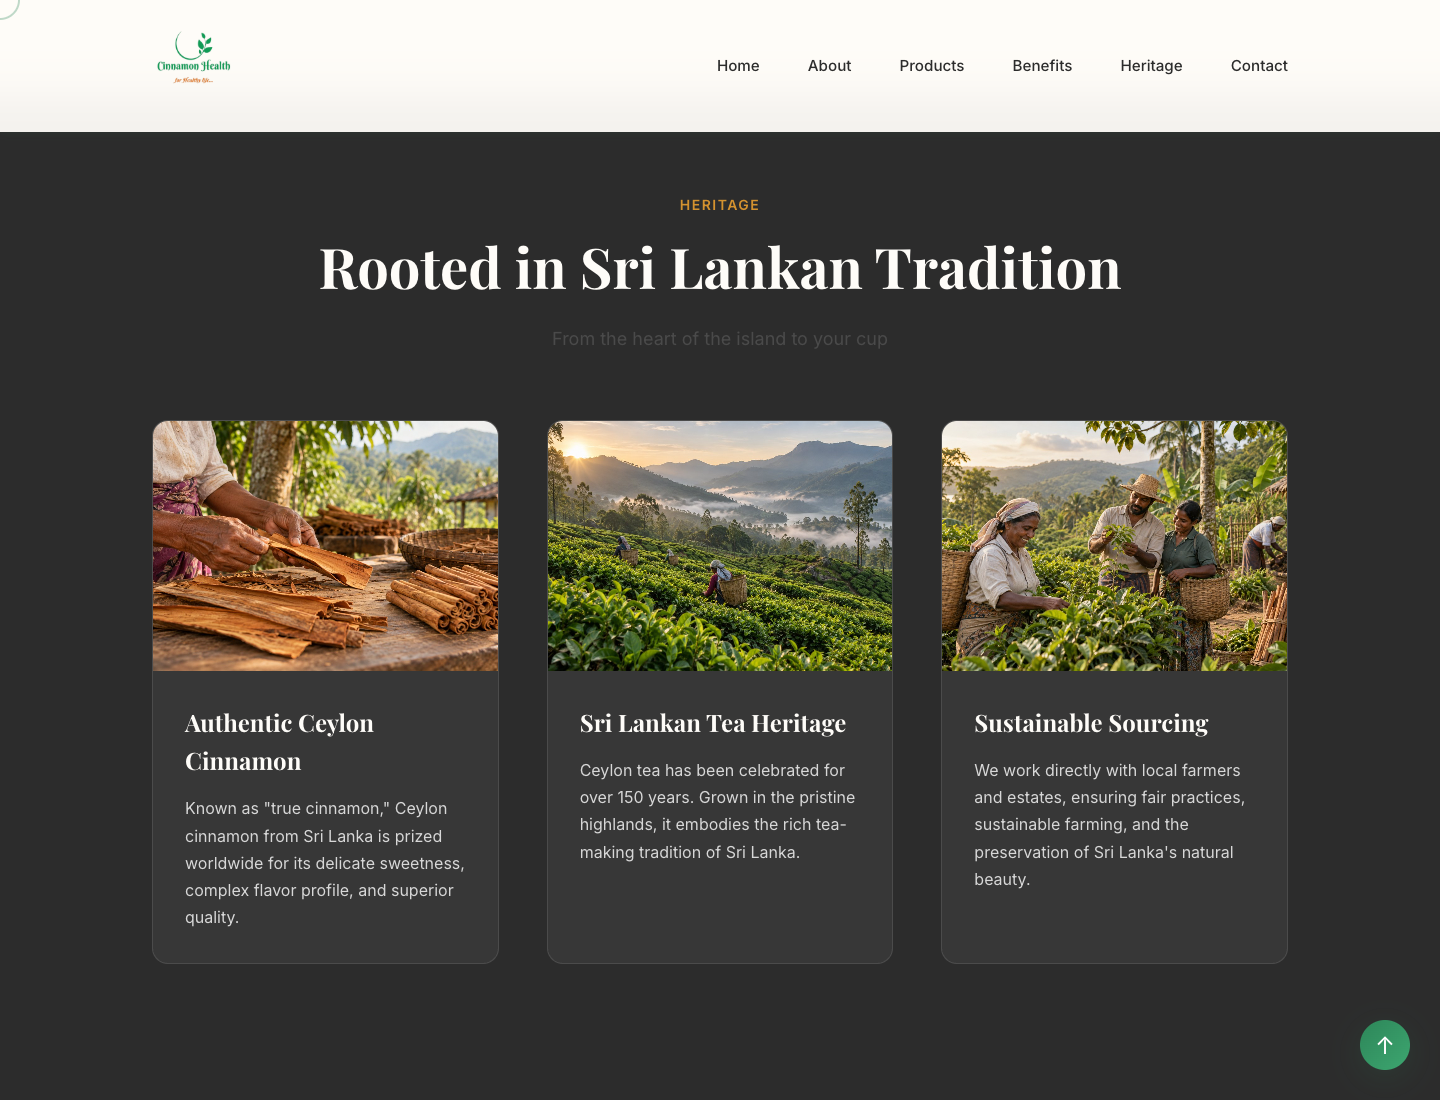 Cinnamon Health
for Healthy life...
Home About Products Benefits Heritage Contact
HERITAGE
Rooted in Sri Lankan Tradition
From the heart of the island to your cup
Authentic Ceylon
Cinnamon
Known as "true cinnamon," Ceylon
cinnamon from Sri Lanka is prized
worldwide for its delicate sweetness,
complex flavor profile, and superior
quality.
Sri Lankan Tea Heritage
Ceylon tea has been celebrated for
over 150 years. Grown in the pristine
highlands, it embodies the rich tea-
making tradition of Sri Lanka.
Sustainable Sourcing
We work directly with local farmers
and estates, ensuring fair practices,
sustainable farming, and the
preservation of Sri Lanka's natural
beauty.